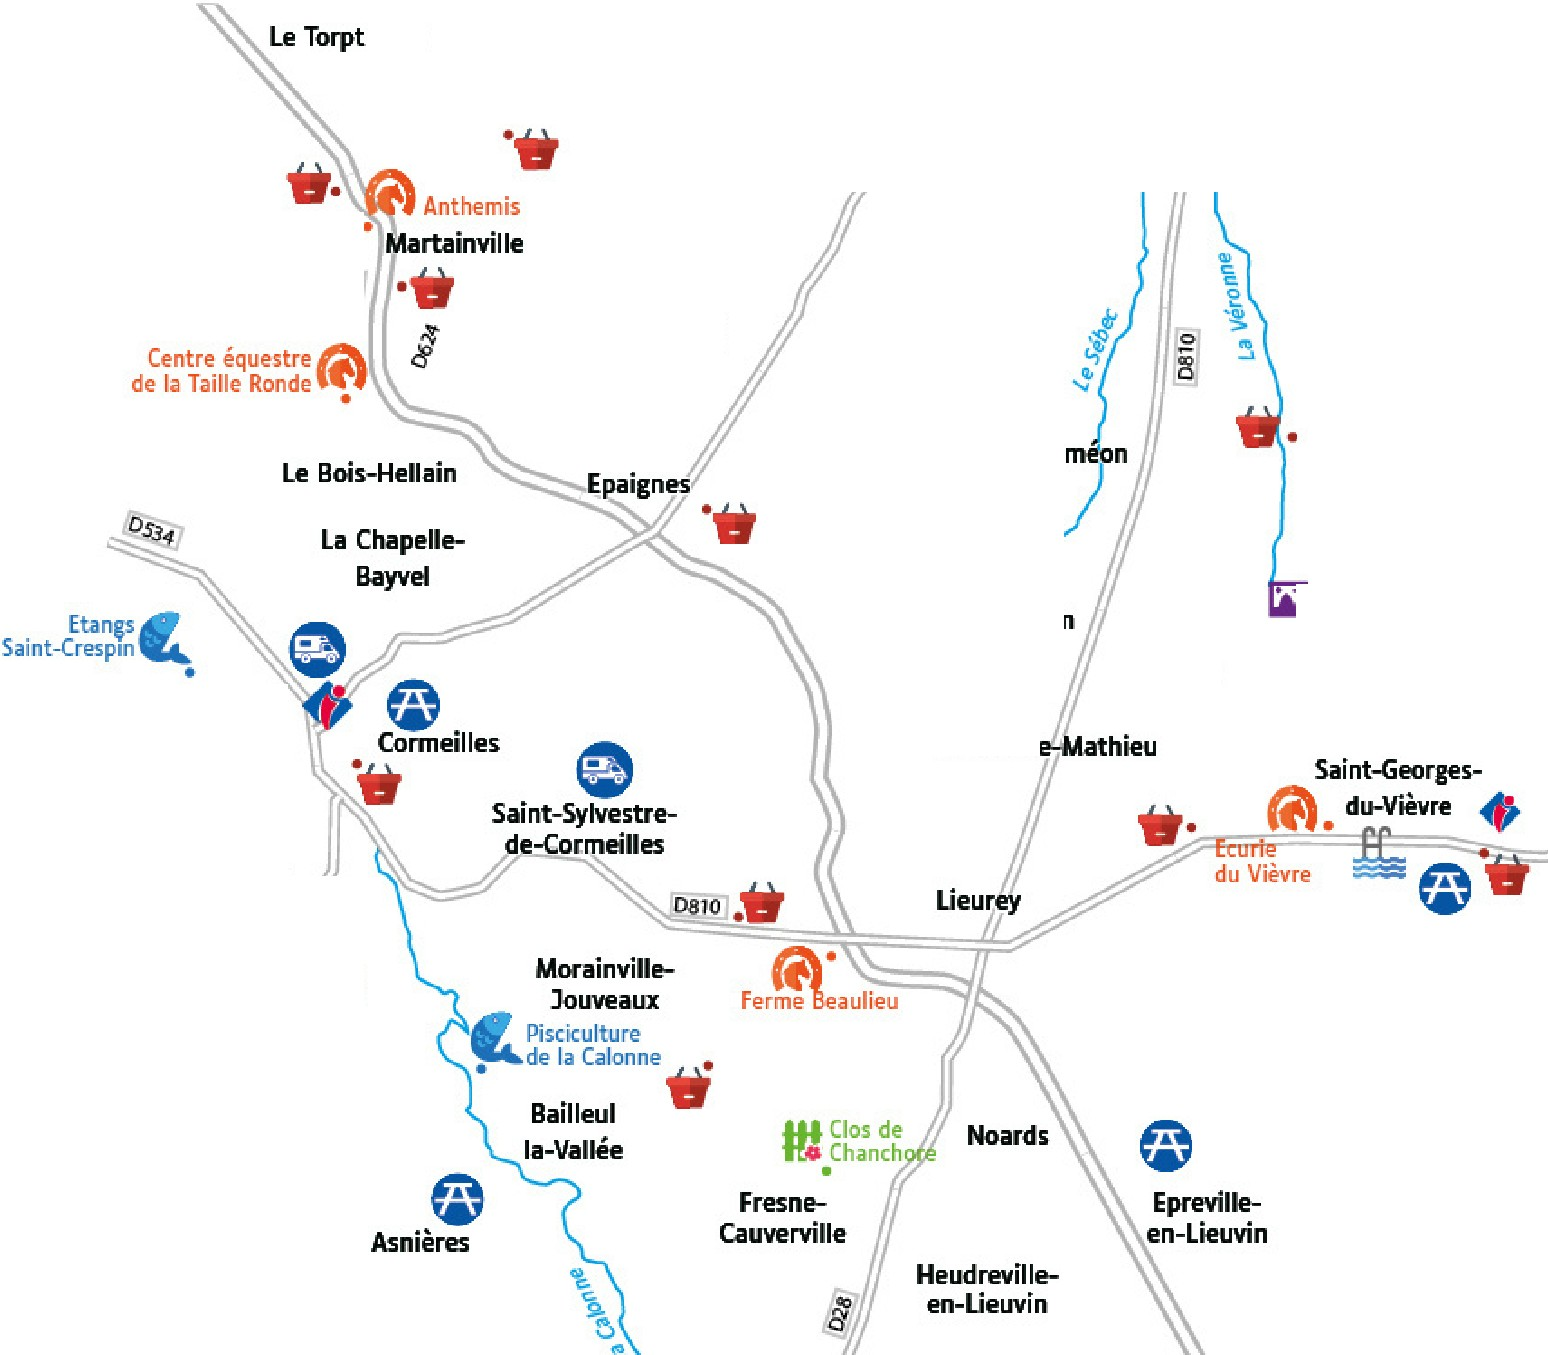 Le Torpt
Anthemis
Martainville
D624
Centre équestre
de la Taille Ronde
Le Sébec
D810
La Véronne
méon
Le Bois-Hellain
Epaignes
D534
La Chapelle-
Bayvel
Etangs
Saint-Crespin
n
Cormeilles
e-Mathieu
Saint-Georges-
du-Vièvre
Saint-Sylvestre-
de-Cormeilles
Ecurie
du Vièvre
D810
Lieurey
Morainville-
Jouveaux
Ferme Beaulieu
Pisciculture
de la Calonne
Bailleul
la-Vallée
Clos de
Chanchore
Noards
Asnières
Fresne-
Cauverville
Epreville-
en-Lieuvin
Heudreville-
en-Lieuvin
a Calonne
D28